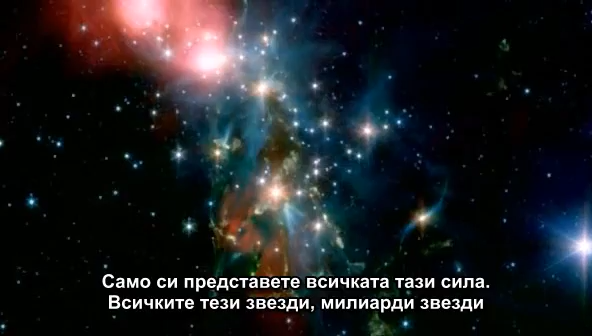 Само си представете всичката тази сила.
Всичките тези звезди, милиарди звезди